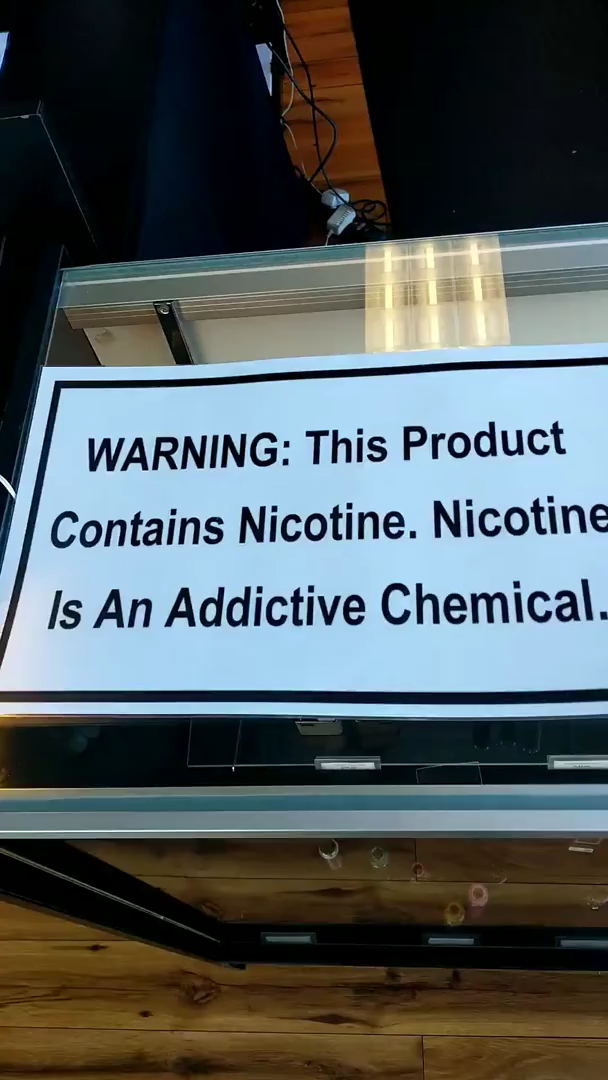 WARNING: This Product
Contains Nicotine. Nicotine
Is An Addictive Chemical.